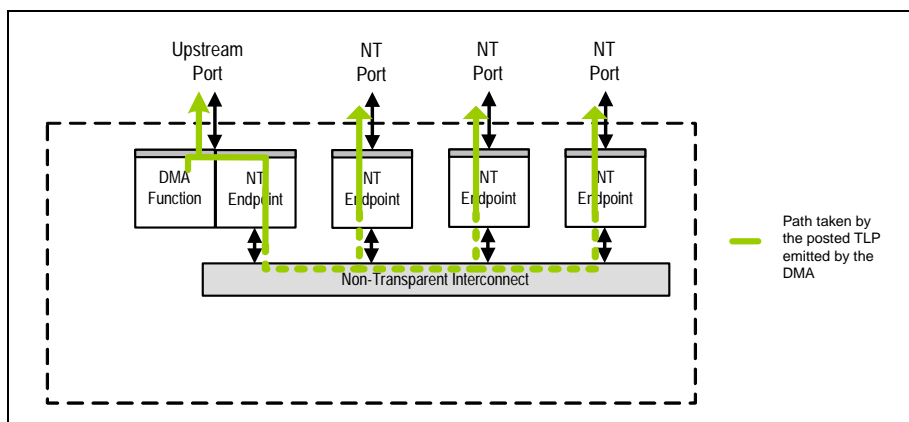 Upstream
Port
NT
Port
NT
Port
NT
Port
DMA
Function
NT
Endpoint
NT
Endpoint
NT
Endpoint
NT
Endpoint
Path taken by
the posted TLP
emitted by the
DMA
Non-Transparent Interconnect